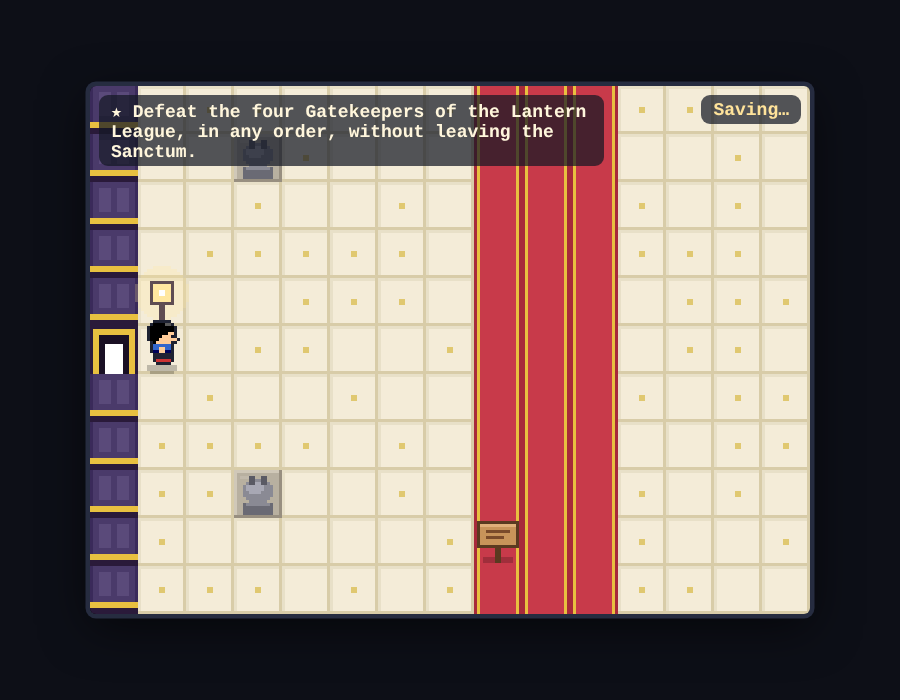 ★ Defeat the four Gatekeepers of the Lantern
League, in any order, without leaving the
Sanctum.
Saving…